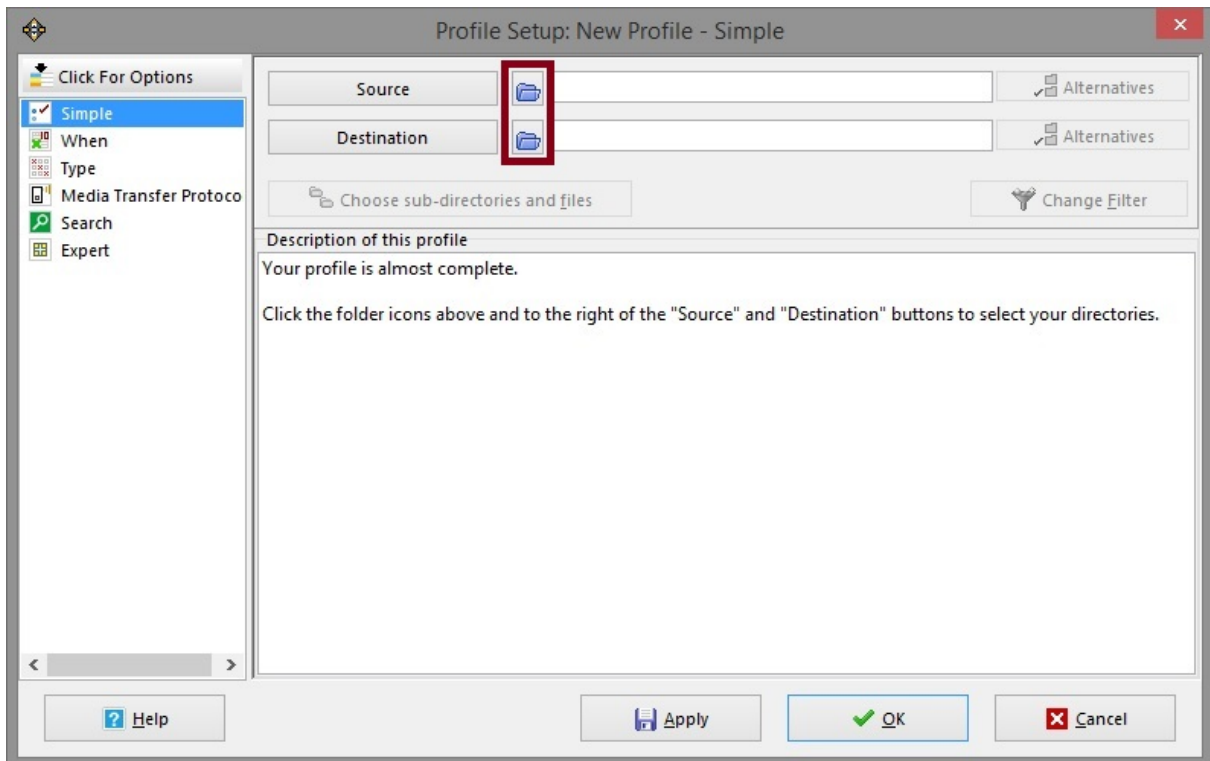 Profile Setup: New Profile - Simple
Click For Options
Simple
When
Type
Media Transfer Protoco
Search
Expert
Source
Alternatives
Destination
Alternatives
Choose sub-directories and files
Change Filter
Description of this profile
Your profile is almost complete.
Click the folder icons above and to the right of the "Source" and "Destination" buttons to select your directories.
Help
Apply
OK
Cancel